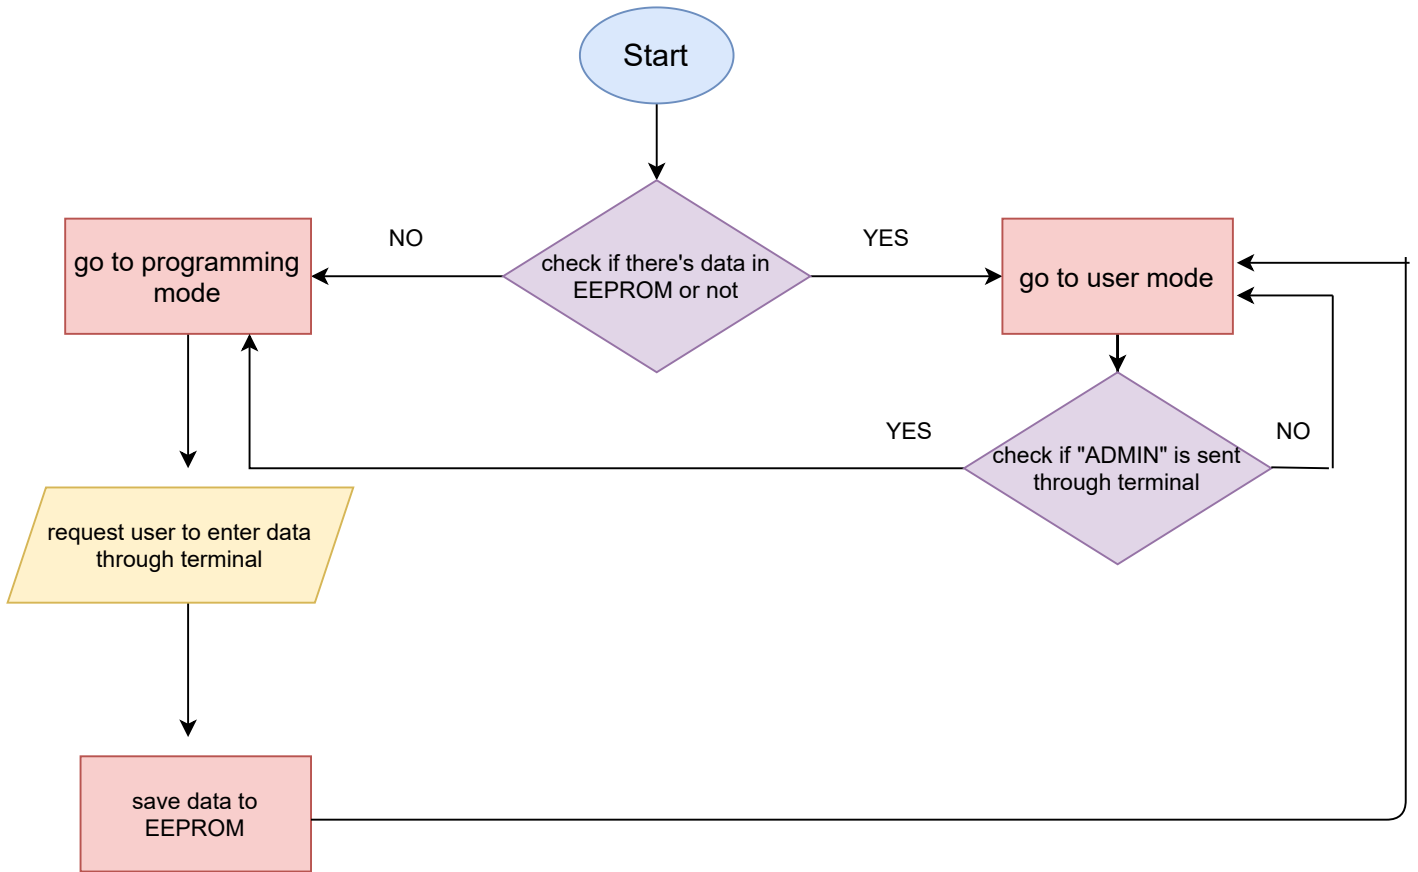 Start
NO
YES
go to programming
mode
check if there's data in
EEPROM or not
go to user mode
YES
NO
check if "ADMIN" is sent
through terminal
request user to enter data
through terminal
save data to
EEPROM